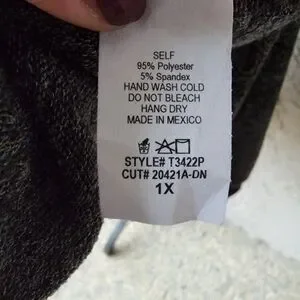 SELF
95% Polyester
5% Spandex
HAND WASH COLD
DO NOT BLEACH
HANG DRY
MADE IN MEXICO
STYLE# T3422P
CUT# 20421A-DN
1X